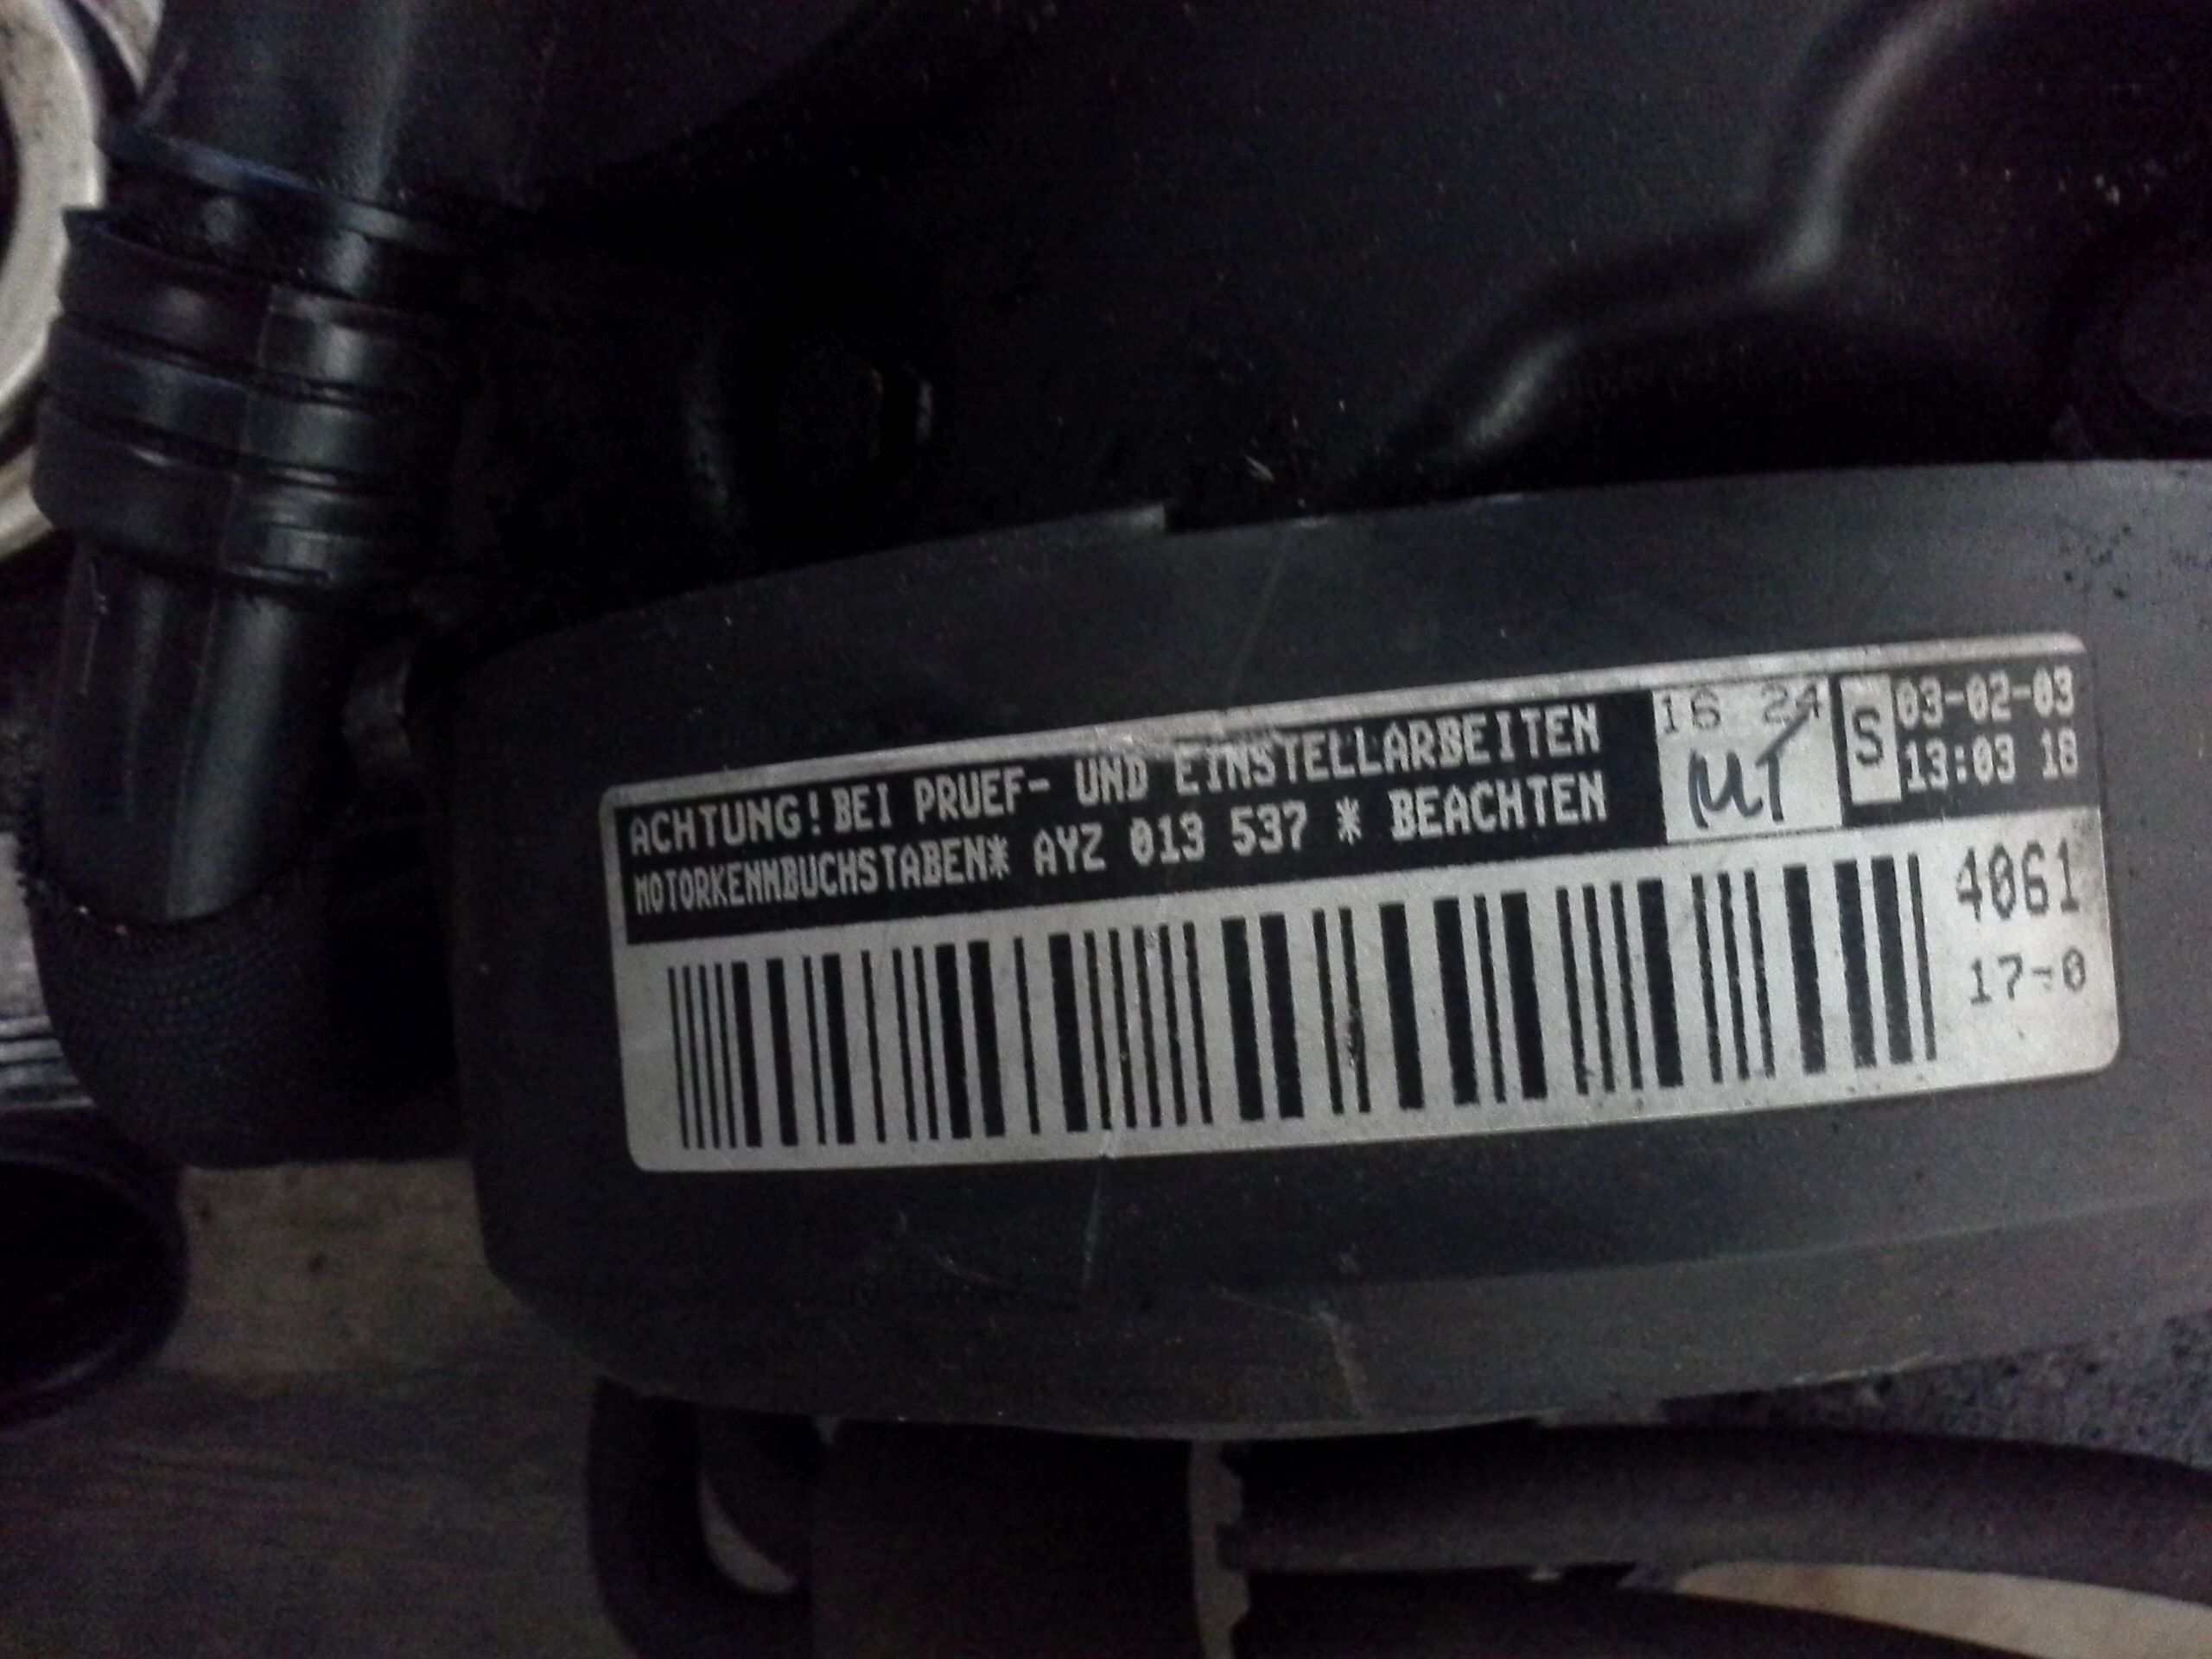 ACHTUNG! BEI PRUEF- UND EINSTELLARBEITEN
MOTORKENNBUCHSTABEN* AYZ 013 537 * BEACHTEN
16 24
MT
S
03-02-03
13:03 18
4061
17-0